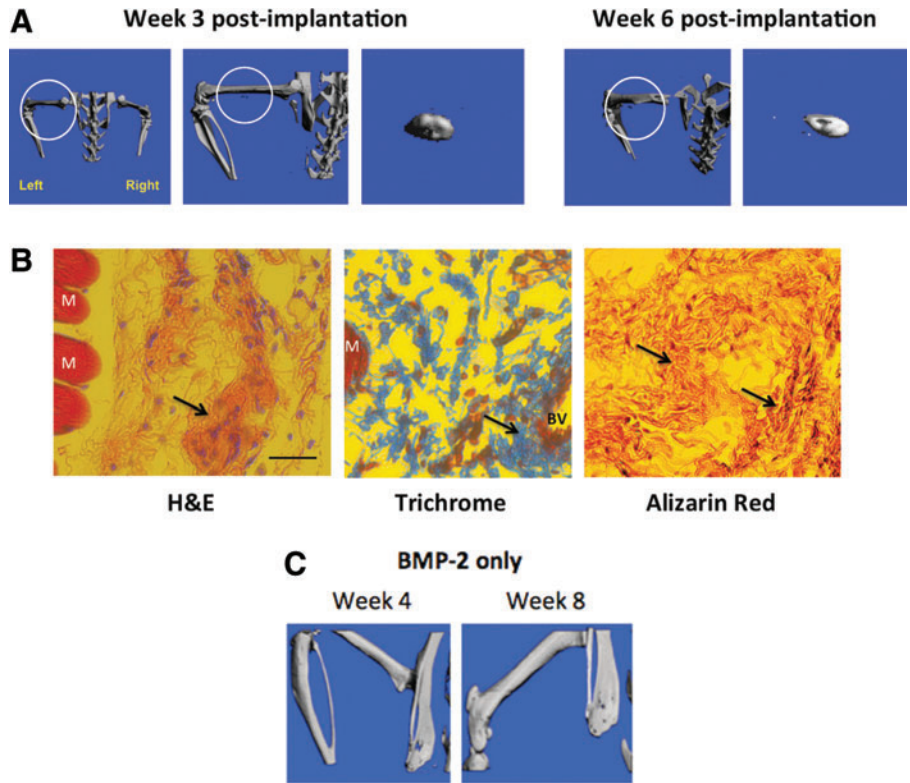 A
Week 3 post-implantation
Week 6 post-implantation
Left
Right
B
M
M
M
BV
H&E
Trichrome
Alizarin Red
C
BMP-2 only
Week 4
Week 8